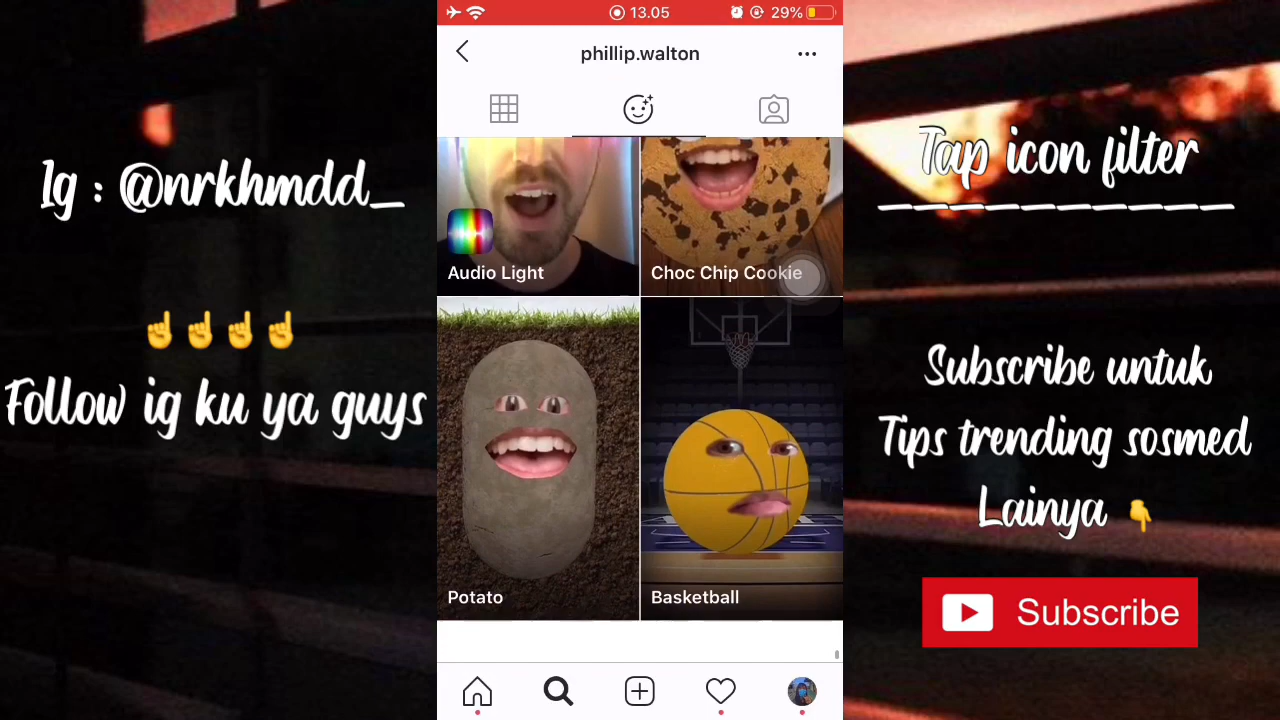 Ig : @nrkhmdd_
Follow ig ku ya guys
13.05
29%
phillip.walton
Audio Light
Choc Chip Cookie
Potato
Basketball
Tap icon filter
Subscribe untuk
Tips trending sosmed
Lainya
Subscribe